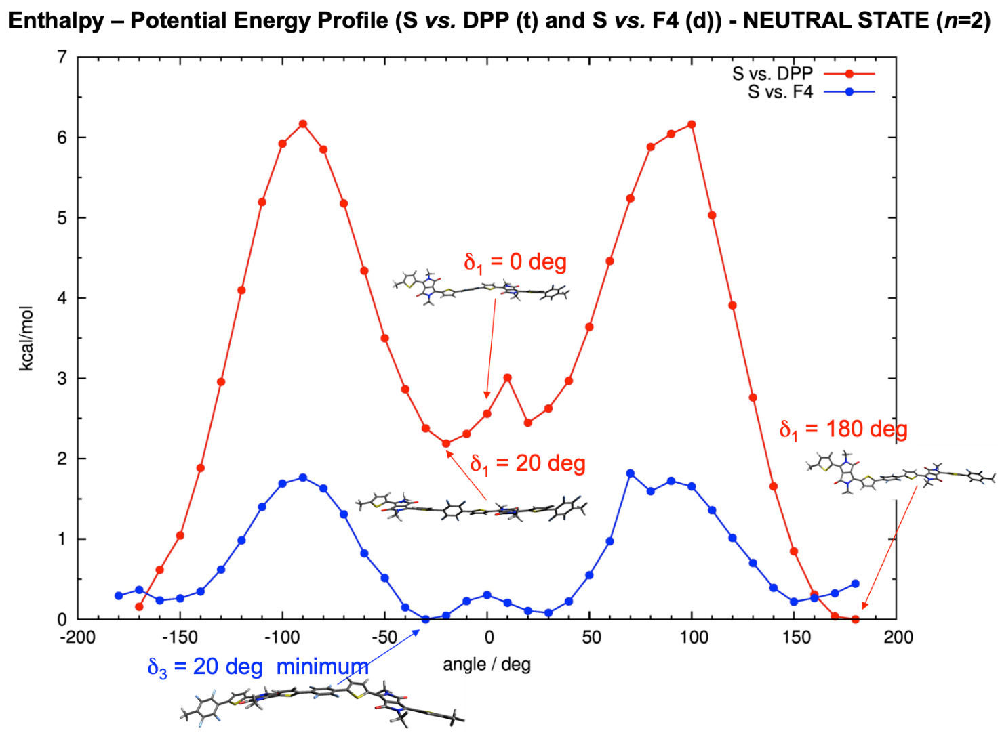 Enthalpy – Potential Energy Profile (S vs. DPP (t) and S vs. F4 (d)) - NEUTRAL STATE (n=2)
7
S vs. DPP
S vs. F4
6
5
δ1 = 0 deg
4
kcal/mol
3
δ1 = 180 deg
2
δ1 = 20 deg
1
0
-200 -150 -100 -50 0 50 100 150 200
angle / deg
δ3 = 20 deg minimum